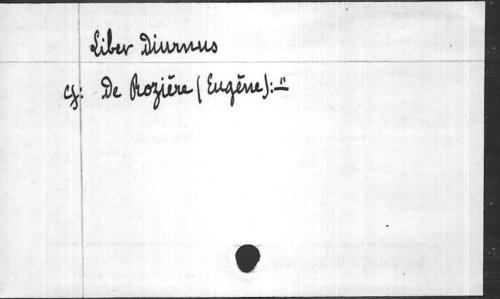 Liber Diurnus
cf: De Rozière (Eugène):="